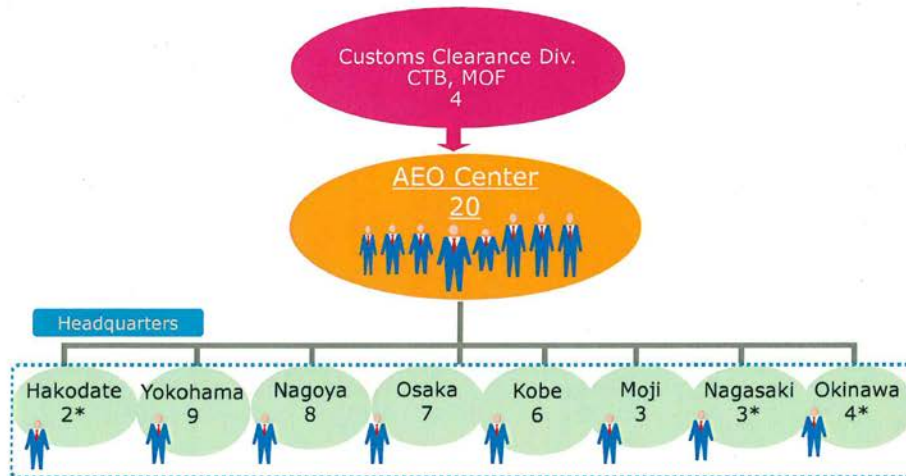 Customs Clearance Div.
CTB, MOF
4
AEO Center
20
Headquarters
Hakodate
2*
Yokohama
9
Nagoya
8
Osaka
7
Kobe
6
Moji
3
Nagasaki
3*
Okinawa
4*